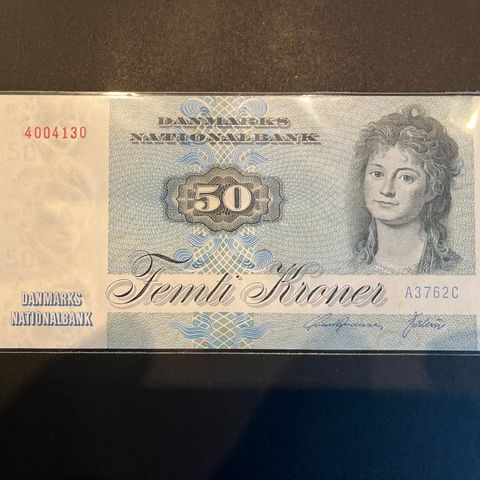 4004130
DANMARKS
NATIONALBANK
50
Femti Kroner
A3762C
DANMARKS
NATIONALBANK